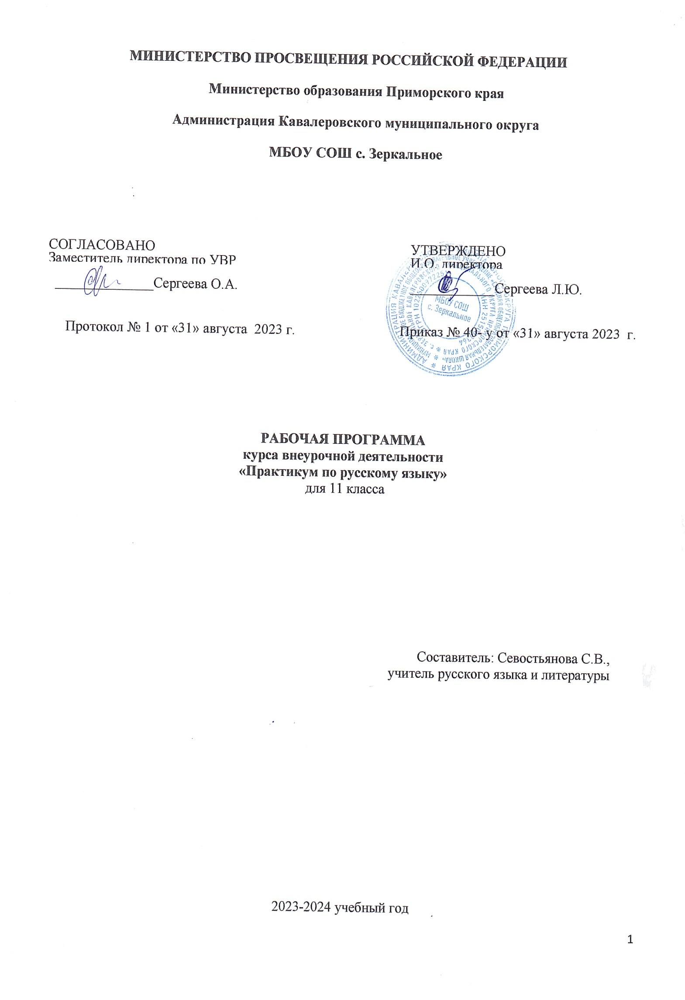 МИНИСТЕРСТВО ПРОСВЕЩЕНИЯ РОССИЙСКОЙ ФЕДЕРАЦИИ
Министерство образования Приморского края
Администрация Кавалеровского муниципального округа
МБОУ СОШ с. Зеркальное
СОГЛАСОВАНО
Заместитель директора по УВР
Сергеева О.А.
Протокол № 1 от «31» августа 2023 г.
УТВЕРЖДЕНО
И.О. директора
Сергеева Л.Ю.
МБОУ СОШ
с. Зеркальное
Приказ № 40- у от «31» августа 2023 г.
РАБОЧАЯ ПРОГРАММА
курса внеурочной деятельности
«Практикум по русскому языку»
для 11 класса
Составитель: Севостьянова С.В.,
учитель русского языка и литературы
2023-2024 учебный год
1